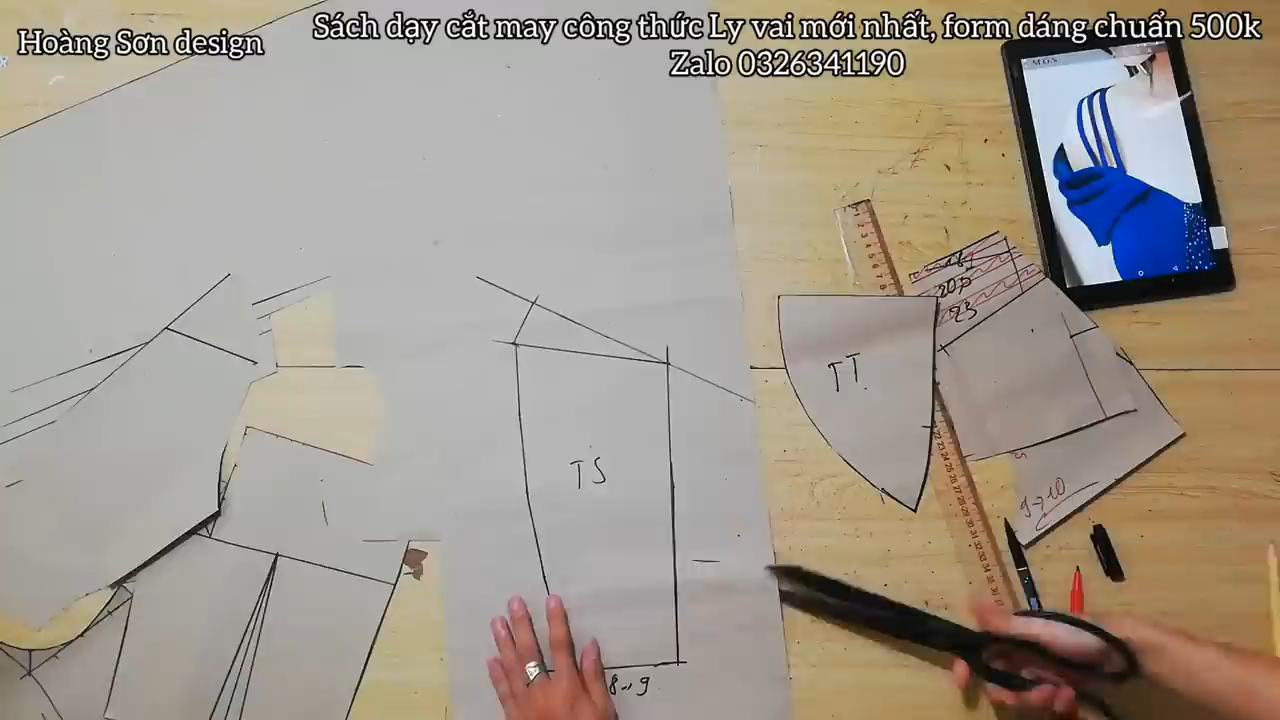 Hoàng Sơn design
Sách dạy cắt may công thức Ly vai mới nhất, form dáng chuẩn 500k
Zalo 0326341190
M.O.S
23
TT
TS
9→10
8 - 9